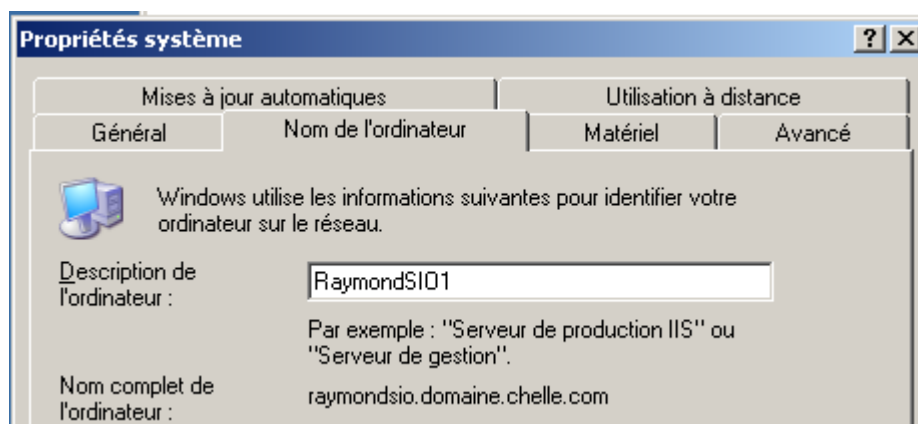 Propriétés système
Mises à jour automatiques
Utilisation à distance
Général
Nom de l'ordinateur
Matériel
Avancé
Windows utilise les informations suivantes pour identifier votre
ordinateur sur le réseau.
Description de
l'ordinateur :
RaymondSIO1
Par exemple : "Serveur de production IIS" ou
"Serveur de gestion".
Nom complet de
l'ordinateur :
raymondsio.domaine.chelle.com